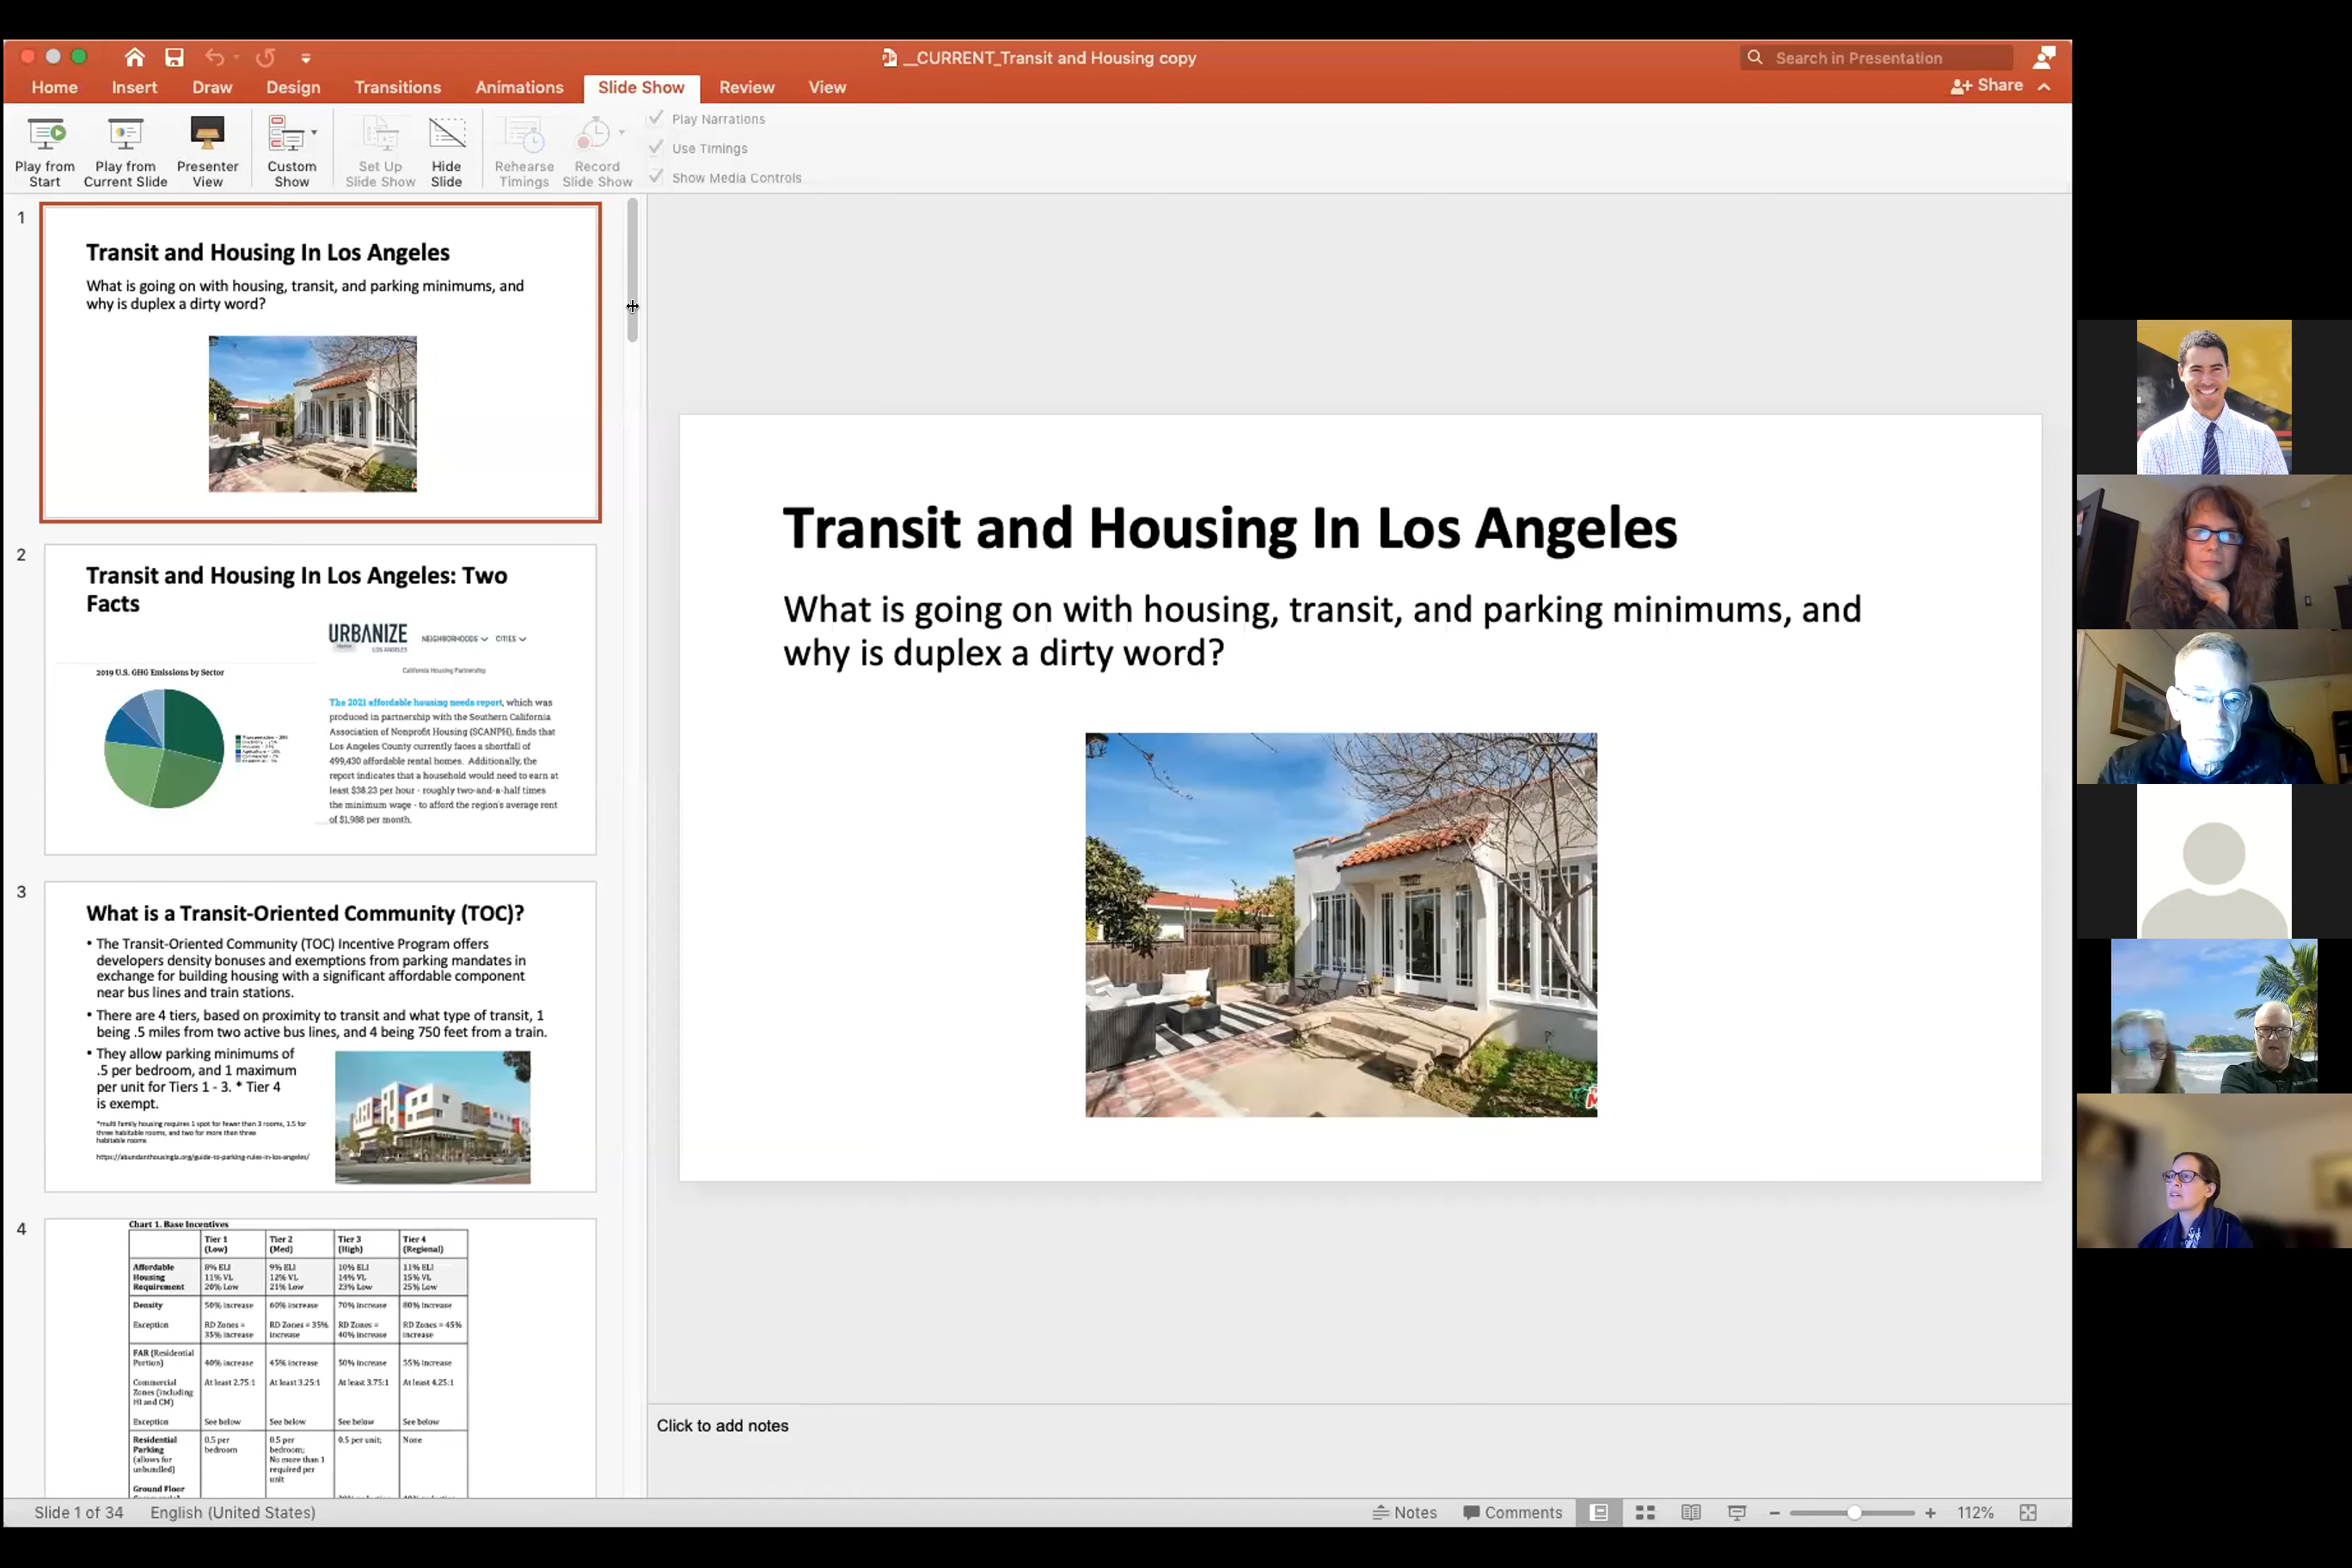 __CURRENT_Transit and Housing copy
Search in Presentation
Home
Insert
Draw
Design
Transitions
Animations
Slide Show
Review
View
Share
Play from
Start
Play from
Current Slide
Presenter
View
Custom
Show
Set Up
Slide Show
Hide
Slide
Rehearse
Timings
Record
Slide Show
Play Narrations
Use Timings
Show Media Controls
1
Transit and Housing In Los Angeles
What is going on with housing, transit, and parking minimums, and
why is duplex a dirty word?
2
Transit and Housing In Los Angeles: Two
Facts
URBANIZE
LOS ANGELES
NEIGHBORHOODS
CITIES
California Housing Partnership
2019 U.S. GHG Emissions by Sector
The 2021 affordable housing needs report, which was
produced in partnership with the Southern California
Association of Nonprofit Housing (SCANPH), finds that
Los Angeles County currently faces a shortfall of
499,430 affordable rental homes. Additionally, the
report indicates that a household would need to earn at
least $38.23 per hour - roughly two-and-a-half times
the minimum wage - to afford the region's average rent
of $1,988 per month.
3
What is a Transit-Oriented Community (TOC)?
• The Transit-Oriented Community (TOC) Incentive Program offers
developers density bonuses and exemptions from parking mandates in
exchange for building housing with a significant affordable component
near bus lines and train stations.
• There are 4 tiers, based on proximity to transit and what type of transit, 1
being .5 miles from two active bus lines, and 4 being 750 feet from a train.
• They allow parking minimums of
.5 per bedroom, and 1 maximum
per unit for Tiers 1 - 3. * Tier 4
is exempt.
*multi family housing requires 1 spot for fewer than 3 rooms, 1.5 for
three habitable rooms, and two for more than three
habitable rooms
https://abundanthousingla.org/guide-to-parking-rules-in-los-angeles/
4
Chart 1. Base Incentives
Tier 1
(Low)
Tier 2
(Med)
Tier 3
(High)
Tier 4
(Regional)
Affordable
Housing
Requirement
8% ELI
11% VL
20% Low
9% ELI
12% VL
21% Low
10% ELI
14% VL
23% Low
11% ELI
15% VL
25% Low
Density
50% increase
60% increase
70% increase
80% increase
Exception
RD Zones =
35% increase
RD Zones = 35%
increase
RD Zones =
40% increase
RD Zones = 45%
increase
FAR (Residential
Portion)
40% increase
45% increase
50% increase
55% increase
Commercial
Zones (including
HI and CM)
At least 2.75:1
At least 3.25:1
At least 3.75:1
At least 4.25:1
Exception
See below
See below
See below
See below
Residential
Parking
(allows for
unbundled)
0.5 per
bedroom
0.5 per
bedroom;
No more than 1
required per
unit
0.5 per unit;
None
Ground Floor
Transit and Housing In Los Angeles
What is going on with housing, transit, and parking minimums, and
why is duplex a dirty word?
Click to add notes
Slide 1 of 34
English (United States)
Notes
Comments
112%